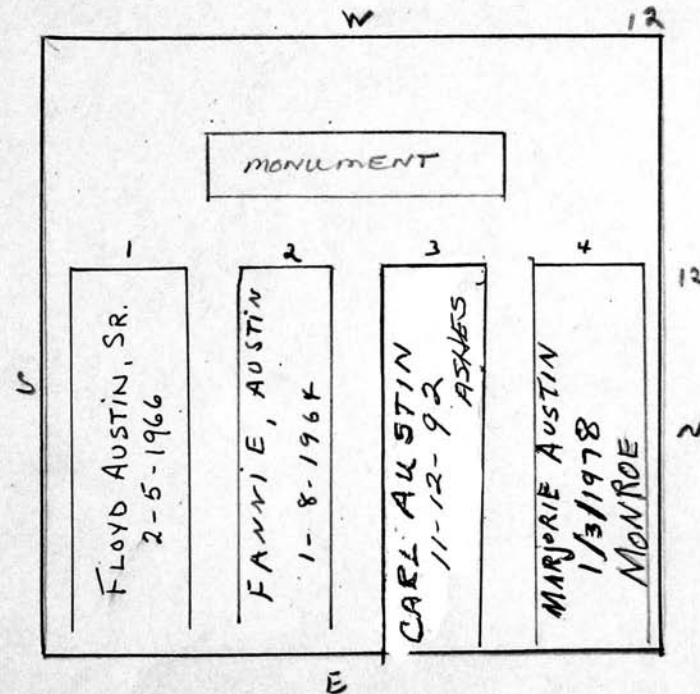 W
12
MONUMENT
1
2
3
4
FLOYD AUSTIN, SR.
2-5-1966
FANNIE, AUSTIN
1-8-1964
CARL AUSTIN
11-12-92
ASHES
MARJORIE AUSTIN
1/3/1978
MONROE
12
E